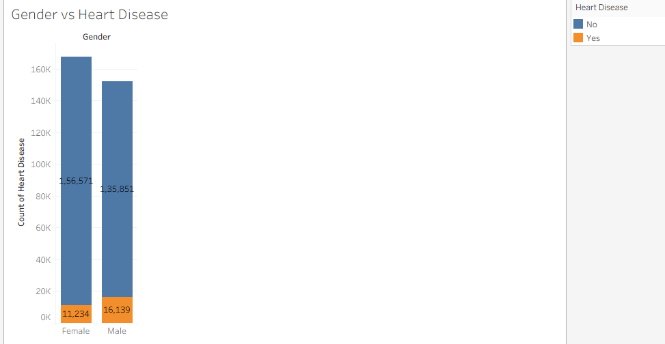 Gender vs Heart Disease
Heart Disease
No
Yes
Gender
Count of Heart Disease
160K
140K
120K
100K
80K
60K
40K
20K
0K
1,56,571
1,35,851
11,234
16,139
Female
Male